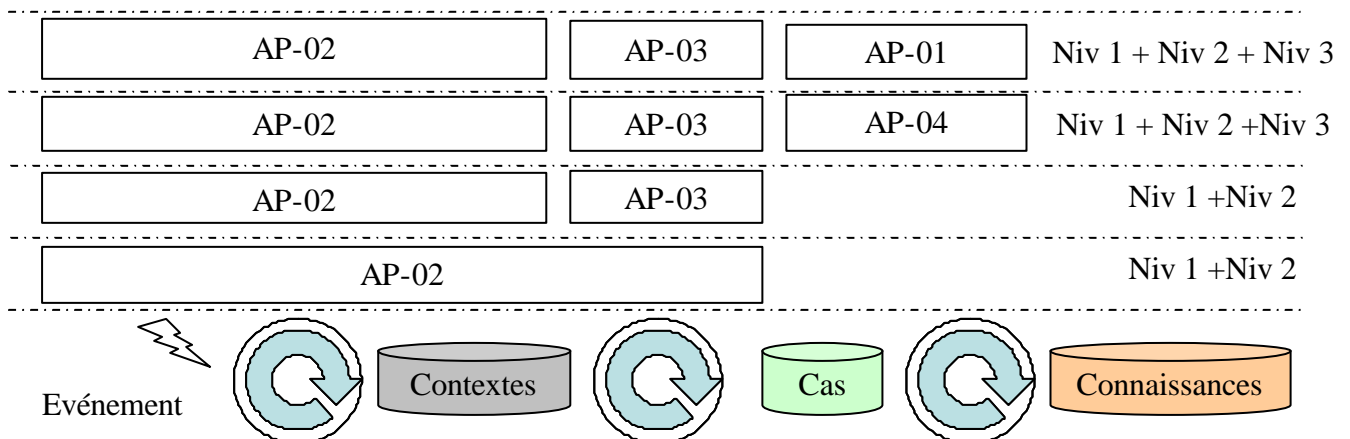 AP-02 AP-03 AP-01 Niv 1 + Niv 2 + Niv 3
AP-02 AP-03 AP-04 Niv 1 + Niv 2 +Niv 3
AP-02 AP-03 Niv 1 +Niv 2
AP-02 Niv 1 +Niv 2
Evénement Contextes Cas Connaissances